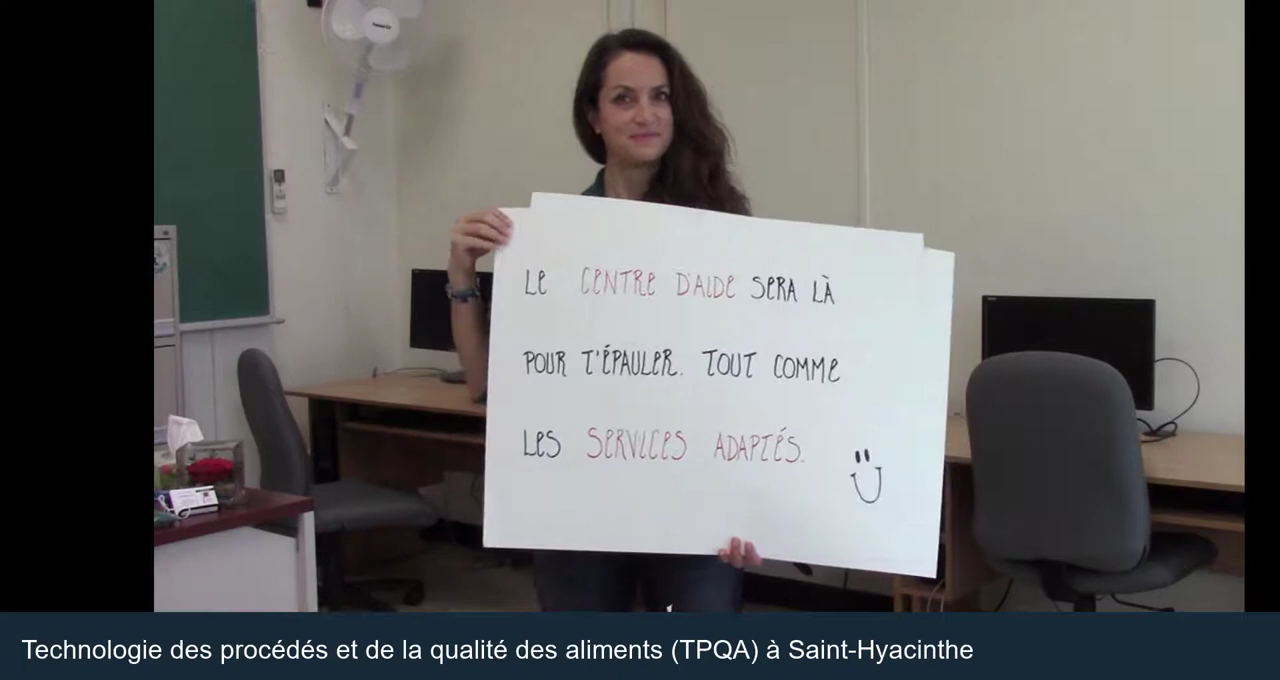 LE CENTRE D'AIDE SERA LÀ
POUR T'ÉPAULER. TOUT COMME
LES SERVICES ADAPTÉS.
Technologie des procédés et de la qualité des aliments (TPQA) à Saint-Hyacinthe